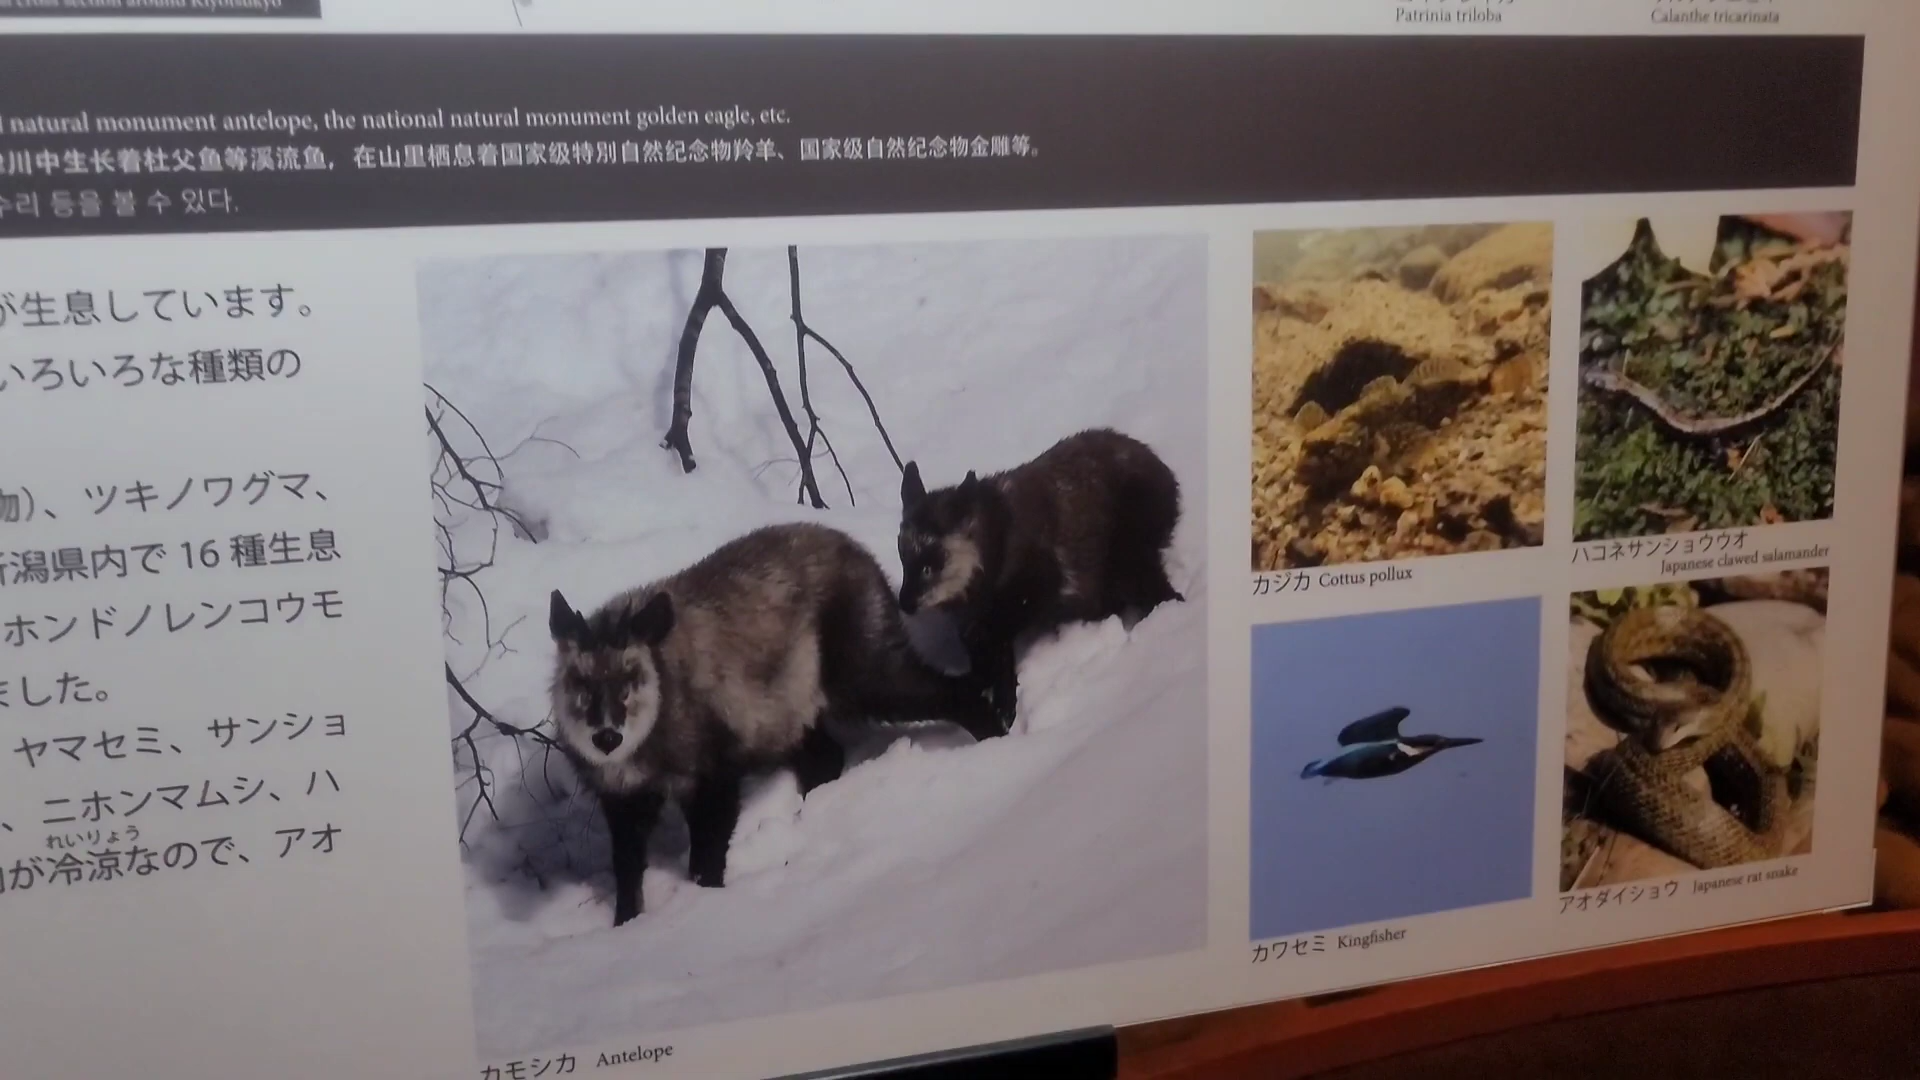 cross section around Kiyotsukyo
Patrinia triloba
Calanthe tricarinata
natural monument antelope, the national natural monument golden eagle, etc.
川中生长着杜父鱼等溪流鱼，在山里栖息着国家级特别自然纪念物羚羊、国家级自然纪念物金雕等。
수리 등을 볼 수 있다.
が生息しています。
いろいろな種類の
物）、ツキノワグマ、
新潟県内で 16 種生息
ホンドノレンコウモ
ました。
ヤマセミ、サンショ
、ニホンマムシ、ハ
れいりょう
が冷涼なので、アオ
カモシカ Antelope
カジカ Cottus pollux
ハコネサンショウウオ
Japanese clawed salamander
カワセミ Kingfisher
アオダイショウ Japanese rat snake